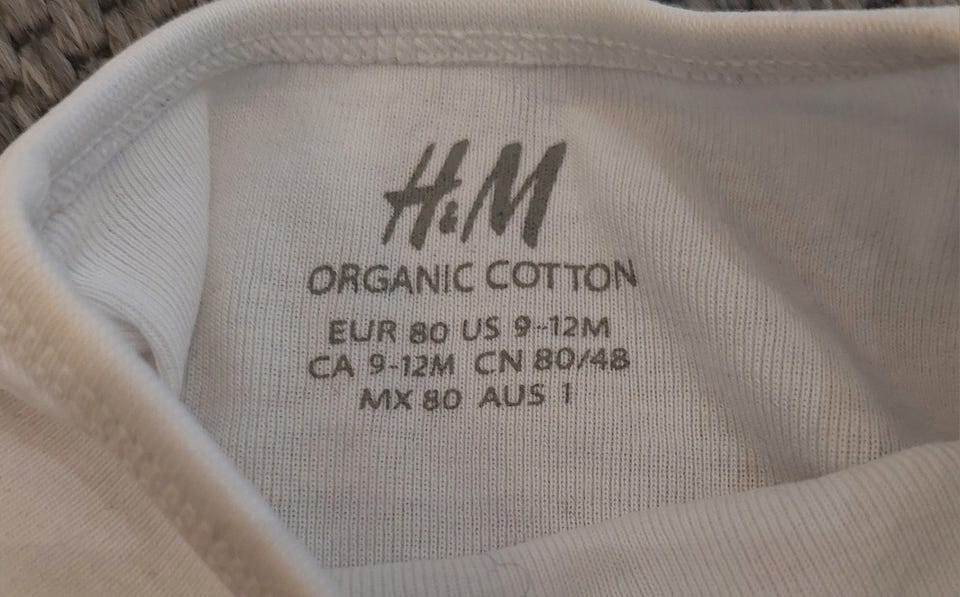 H&M
ORGANIC COTTON
EUR 80 US 9-12M
CA 9-12M CN 80/48
MX 80 AUS 1